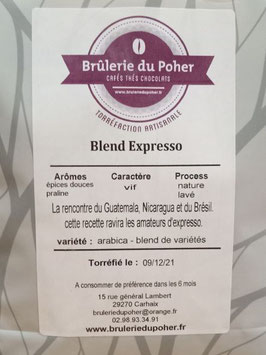 Brûlerie du Poher
CAFÉS THÉS CHOCOLATS
www.bruleriedupoher.fr
TORRÉFACTION ARTISANALE
Blend Expresso
Arômes Caractère Process
épices douces vif nature
praline lavé
La rencontre du Guatemala, Nicaragua et du Brésil.
cette recette ravira les amateurs d'expresso.
variété : arabica - blend de variétés
Torréfié le : 09/12/21
A consommer de préférence dans les 6 mois
15 rue général Lambert
29270 Carhaix
bruleriedupoher@orange.fr
02.98.93.34.91
www.bruleriedupoher.fr